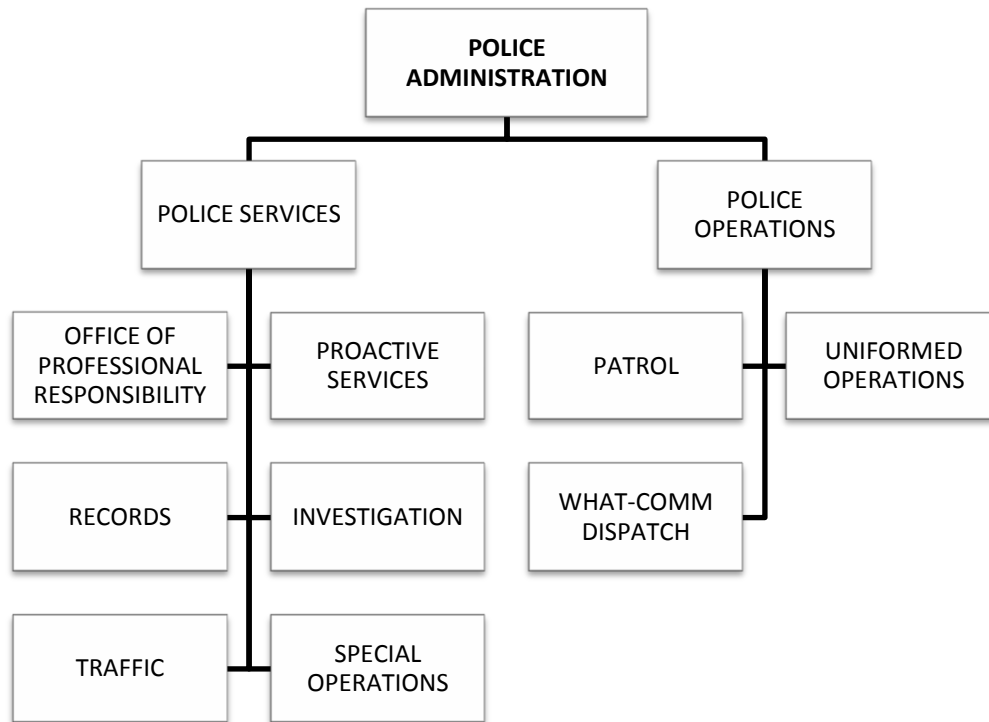 POLICE
ADMINISTRATION
POLICE SERVICES
POLICE
OPERATIONS
OFFICE OF
PROFESSIONAL
RESPONSIBILITY
PROACTIVE
SERVICES
PATROL
UNIFORMED
OPERATIONS
RECORDS
INVESTIGATION
WHAT-COMM
DISPATCH
TRAFFIC
SPECIAL
OPERATIONS